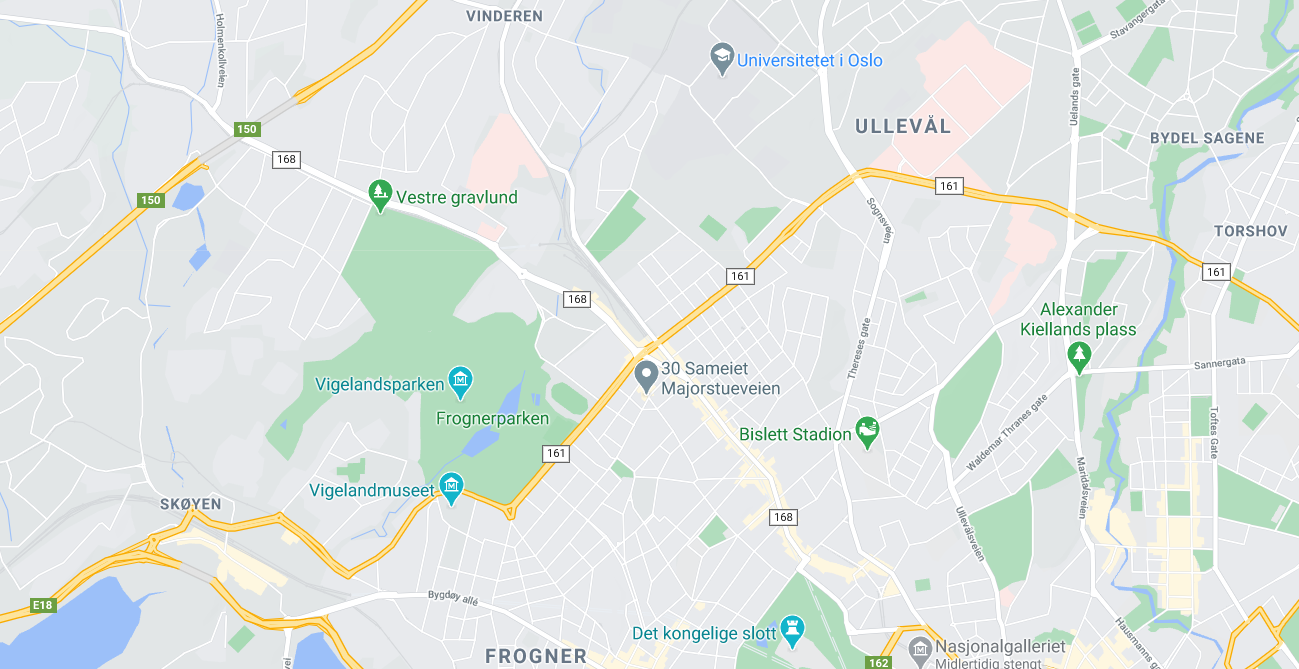 VINDEREN
Stavangergata
Holmenkollveien
Universitetet i Oslo
Uelands gate
150
ULLEVÅL
BYDEL SAGENE
168
161
150
Vestre gravlund
Sognsveien
TORSHOV
161
161
168
Alexander
Kiellands plass
Thereses gate
Sannergata
30 Sameiet
Majorstueveien
Vigelandsparken
Frognerparken
Waldemar Thranes gate
Toftes Gate
Bislett Stadion
161
Vigelandmuseet
Maridalsveien
SKØYEN
168
Ullevålsveien
E18
Bygdøy allé
Det kongelige slott
Hausmanns ga
Nasjonalgalleriet
FROGNER
162
Midlertidig stengt
vei